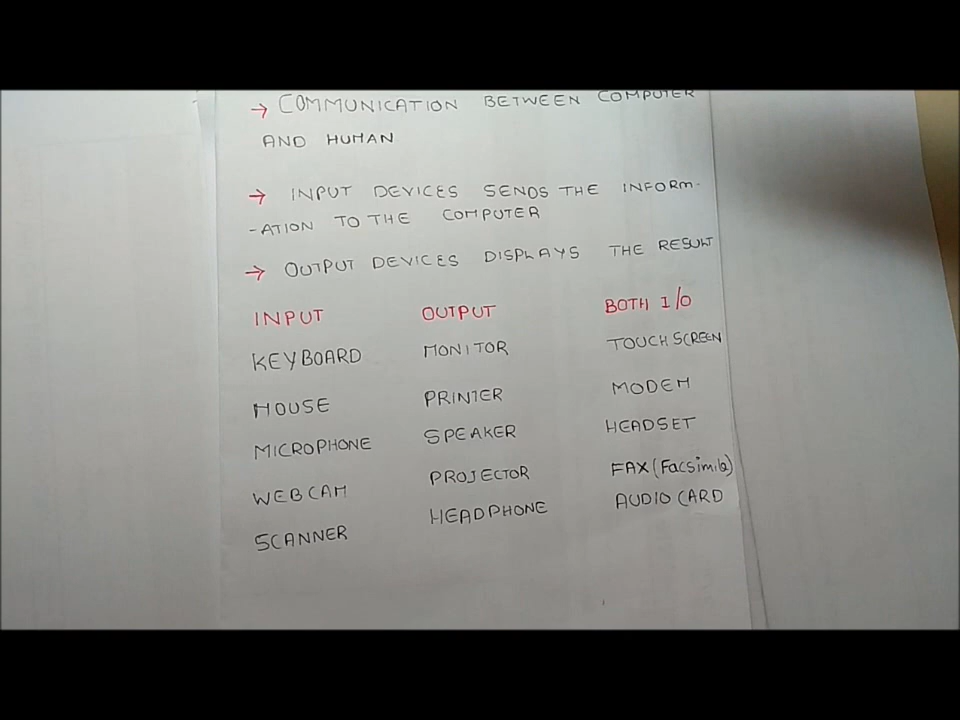 → COMMUNICATION BETWEEN COMPUTER
AND HUMAN
→ INPUT DEVICES SENDS THE INFORM-
-ATION TO THE COMPUTER
→ OUTPUT DEVICES DISPLAYS THE RESULT
INPUT OUTPUT BOTH I/O
KEYBOARD MONITOR TOUCH SCREEN
MOUSE PRINTER MODEM
MICROPHONE SPEAKER HEADSET
WEBCAM PROJECTOR FAX (Facsimile)
SCANNER HEADPHONE AUDIO CARD